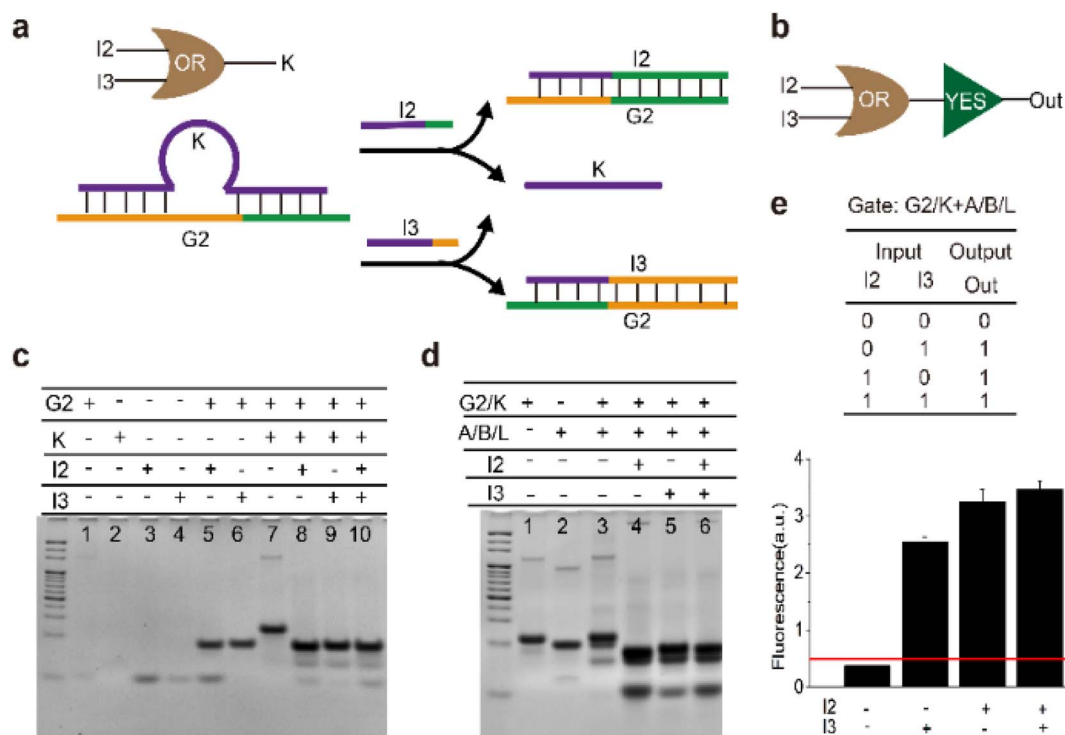 a
I2
I3
OR
K
K
G2
I2
I3
I2
G2
K
I3
G2
b
I2
I3
OR
YES
Out
c
G2 + - - - + + + + + +
K - + - - - - + + + +
I2 - - + - + - - + - +
I3 - - - + - + - - + +
1 2 3 4 5 6 7 8 9 10
d
G2/K + - + + + +
A/B/L - + + + + +
I2 - - - + - +
I3 - - - - + +
1 2 3 4 5 6
e
Gate: G2/K+A/B/L
Input Output
I2 I3 Out
0 0 0
0 1 1
1 0 1
1 1 1
Fluorescence(a.u.)
4
3
2
1
0
I2 - - + +
I3 - + - +